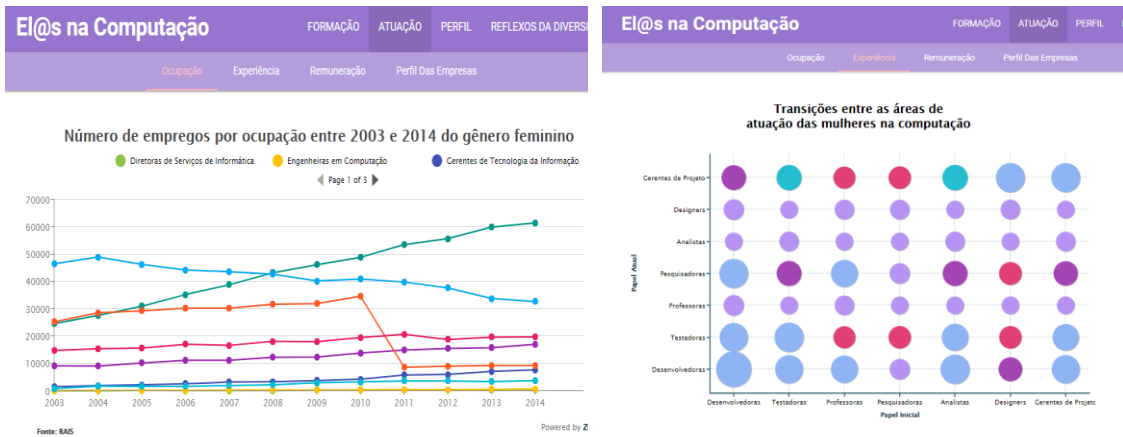 El@s na Computação
FORMAÇÃO ATUAÇÃO PERFIL REFLEXOS DA DIVERSI
Ocupação Experiência Remuneração Perfil Das Empresas
Número de empregos por ocupação entre 2003 e 2014 do gênero feminino
Diretoras de Serviços de Informática Engenheiras em Computação Gerentes de Tecnologia da Informação
Page 1 of 3
70000
60000
50000
40000
30000
20000
10000
0
2003 2004 2005 2006 2007 2008 2009 2010 2011 2012 2013 2014
Fonte: RAIS
Powered by Z
El@s na Computação
FORMAÇÃO ATUAÇÃO PERFIL
Ocupação Experiência Remuneração Perfil Das Empresas
Transições entre as áreas de
atuação das mulheres na computação
Papel Atual
Gerentes de Projeto
Designers
Analistas
Pesquisadoras
Professoras
Testadoras
Desenvolvedoras
Desenvolvedoras Testadoras Professoras Pesquisadoras Analistas Designers Gerentes de Projeto
Papel Inicial